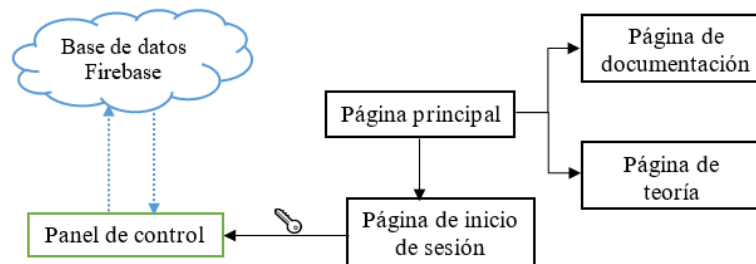 Base de datos
Firebase
Página de
documentación
Página principal
Página de
teoría
Panel de control
Página de inicio
de sesión